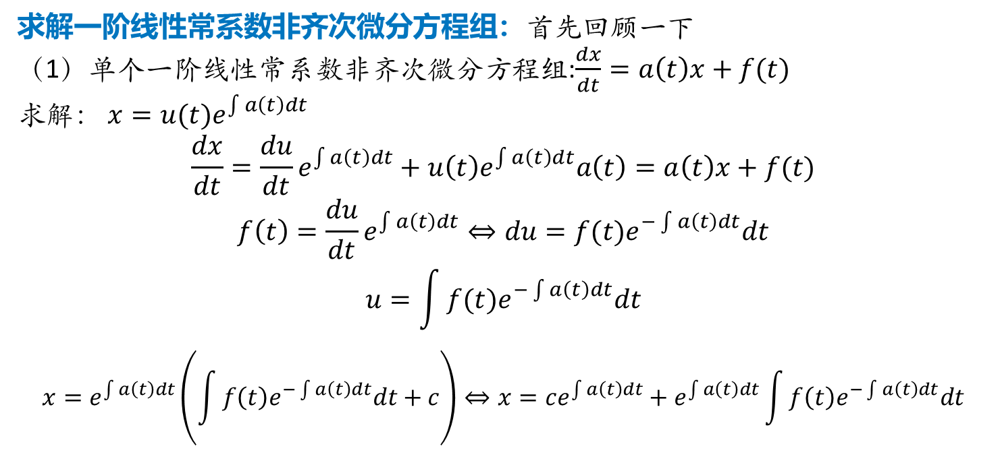 求解一阶线性常系数非齐次微分方程组：首先回顾一下
（1）单个一阶线性常系数非齐次微分方程组:$\frac{dx}{dt} = a(t)x + f(t)$
求解： $x = u(t)e^{\int a(t)dt}$
$\frac{dx}{dt} = \frac{du}{dt}e^{\int a(t)dt} + u(t)e^{\int a(t)dt}a(t) = a(t)x + f(t)$
$f(t) = \frac{du}{dt}e^{\int a(t)dt} \Leftrightarrow du = f(t)e^{-\int a(t)dt}dt$
$u = \int f(t)e^{-\int a(t)dt}dt$
$x = e^{\int a(t)dt}\left(\int f(t)e^{-\int a(t)dt}dt + c\right) \Leftrightarrow x = ce^{\int a(t)dt} + e^{\int a(t)dt}\int f(t)e^{-\int a(t)dt}dt$